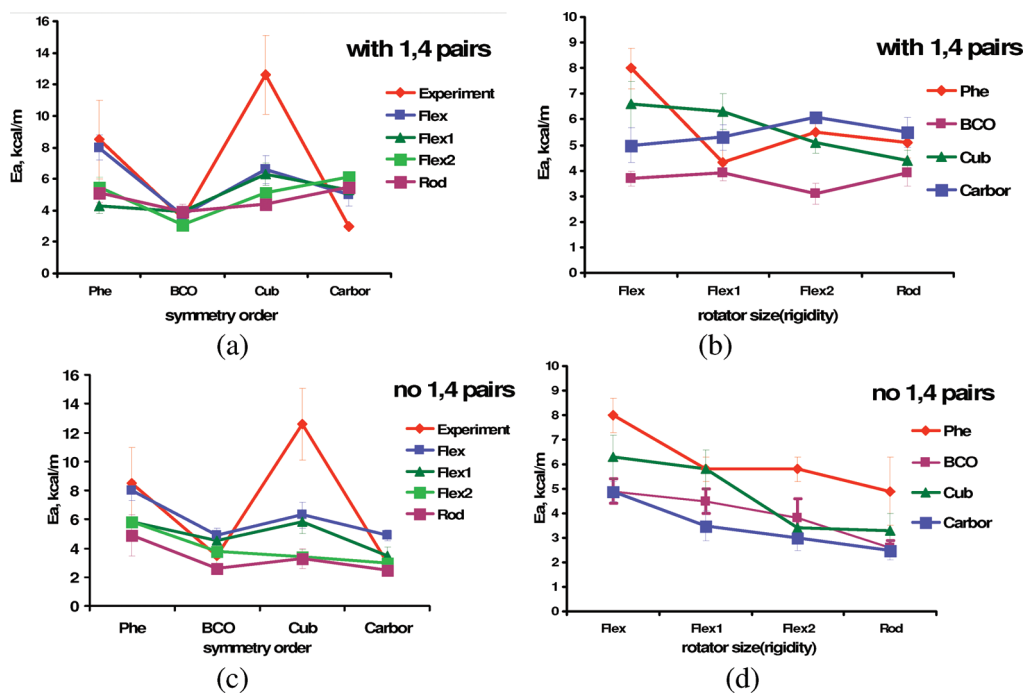 16
14
12
10
8
6
4
2
0
Ea, kcal/m
with 1,4 pairs
Experiment
Flex
Flex1
Flex2
Rod
Phe BCO Cub Carbor
symmetry order
(a)
10
9
8
7
6
5
4
3
2
1
0
Ea, kcal/m
with 1,4 pairs
Phe
BCO
Cub
Carbor
Flex Flex1 Flex2 Rod
rotator size(rigidity)
(b)
16
14
12
10
8
6
4
2
0
Ea, kcal/m
no 1,4 pairs
Experiment
Flex
Flex1
Flex2
Rod
Phe BCO Cub Carbor
symmetry order
(c)
10
9
8
7
6
5
4
3
2
1
0
Ea, kcal/m
no 1,4 pairs
Phe
BCO
Cub
Carbor
Flex Flex1 Flex2 Rod
rotator size(rigidity)
(d)